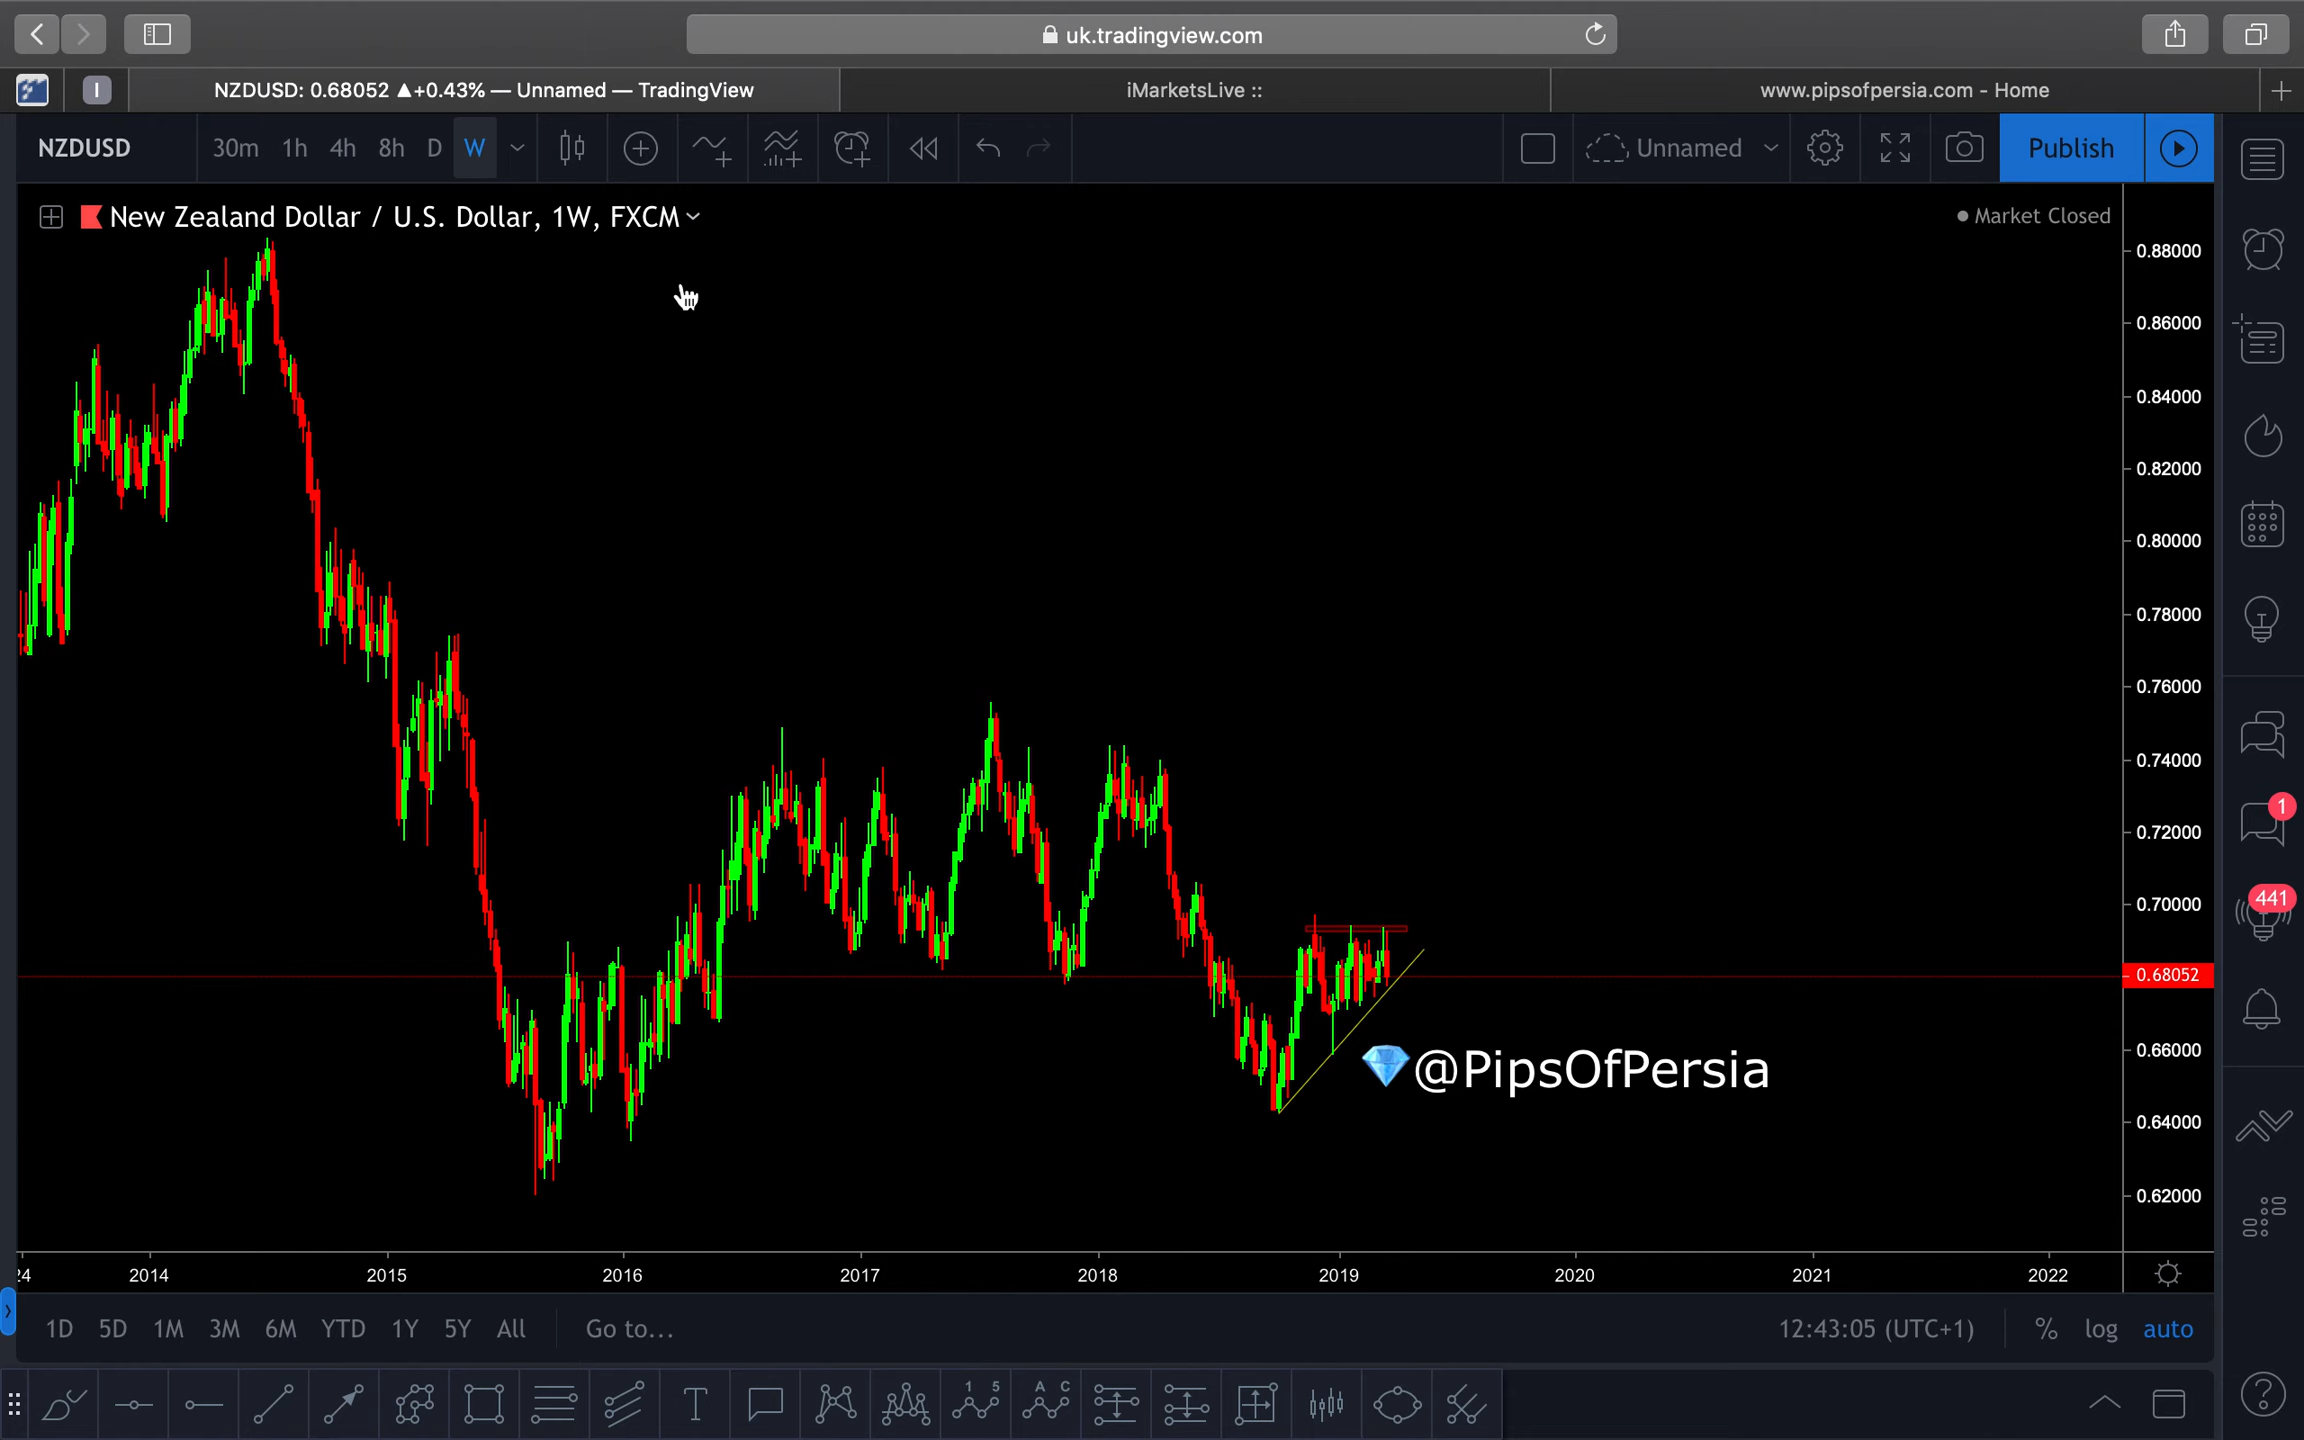 uk.tradingview.com
I
NZDUSD: 0.68052 ▲+0.43% — Unnamed — TradingView
iMarketsLive ::
www.pipsofpersia.com - Home
NZDUSD
30m 1h 4h 8h D W
Unnamed
Publish
New Zealand Dollar / U.S. Dollar, 1W, FXCM
Market Closed
0.88000
0.86000
0.84000
0.82000
0.80000
0.78000
0.76000
0.74000
0.72000
0.70000
0.68052
0.66000
0.64000
0.62000
1
441
@PipsOfPersia
24 2014 2015 2016 2017 2018 2019 2020 2021 2022
1D 5D 1M 3M 6M YTD 1Y 5Y All Go to...
12:43:05 (UTC+1) % log auto
T
1 5
A C
?